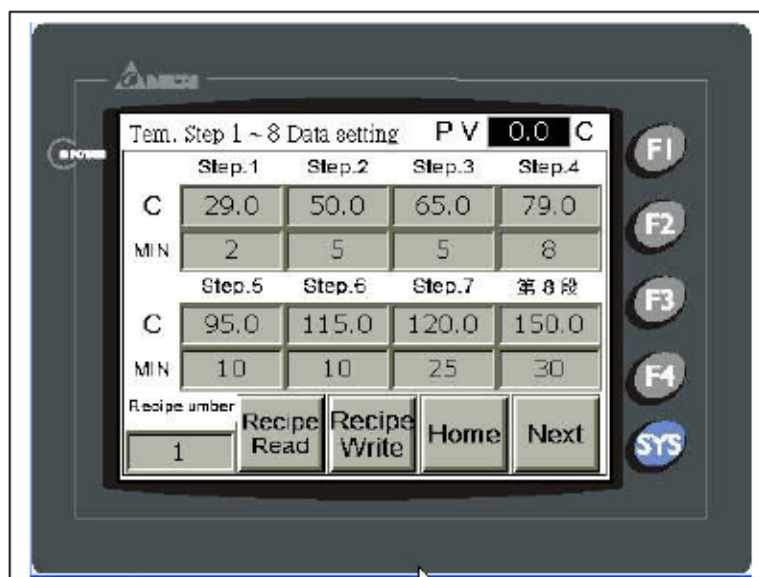 Tem. Step 1 ~ 8 Data setting PV 0.0 C
Step.1 Step.2 Step.3 Step.4
C 29.0 50.0 65.0 79.0
MIN 2 5 5 8
Step.5 Step.6 Step.7 第8段
C 95.0 115.0 120.0 150.0
MIN 10 10 25 30
Recipe umber
1
Recipe Read
Recipe Write
Home
Next
F1
F2
F3
F4
SYS